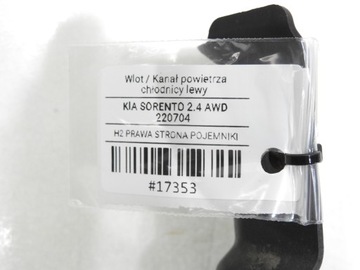 Wlot / Kanał powietrza
chłodnicy lewy
KIA SORENTO 2.4 AWD
220704
H2 PRAWA STRONA POJEMNIKI
#17353